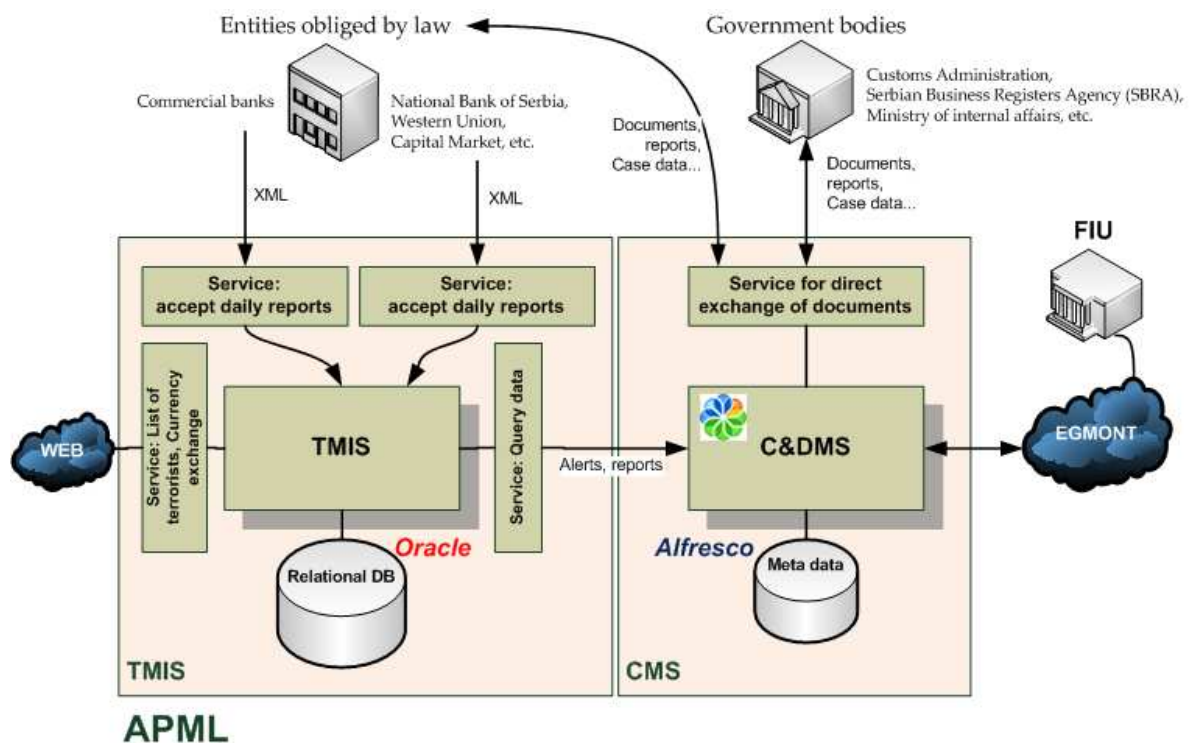 Entities obliged by law
Government bodies
Commercial banks
National Bank of Serbia,
Western Union,
Capital Market, etc.
Customs Administration,
Serbian Business Registers Agency (SBRA),
Ministry of internal affairs, etc.
Documents,
reports,
Case data...
Documents,
reports,
Case data...
XML
XML
FIU
Service:
accept daily reports
Service:
accept daily reports
Service for direct
exchange of documents
WEB
Service: List of
terrorists, Currency
exchange
TMIS
Service: Query data
Alerts, reports
C&DMS
EGMONT
Oracle
Alfresco
Relational DB
Meta data
TMIS
CMS
APML